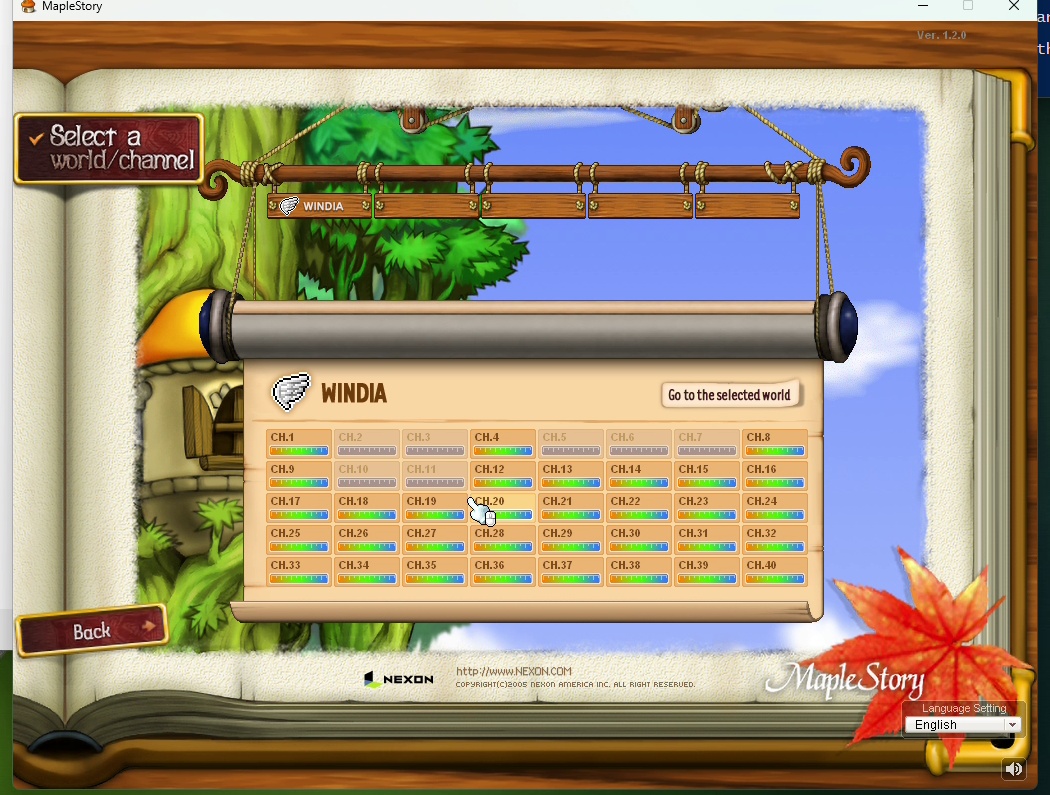 MapleStory
Ver. 1.2.0
Select a
world/channel
WINDIA
WINDIA
Go to the selected world
CH.1 CH.2 CH.3 CH.4 CH.5 CH.6 CH.7 CH.8
CH.9 CH.10 CH.11 CH.12 CH.13 CH.14 CH.15 CH.16
CH.17 CH.18 CH.19 CH.20 CH.21 CH.22 CH.23 CH.24
CH.25 CH.26 CH.27 CH.28 CH.29 CH.30 CH.31 CH.32
CH.33 CH.34 CH.35 CH.36 CH.37 CH.38 CH.39 CH.40
Back
NEXON
http://www.NEXON.COM
COPYRIGHT(C)2005 NEXON AMERICA INC. ALL RIGHT RESERVED.
MapleStory
Language Setting
English